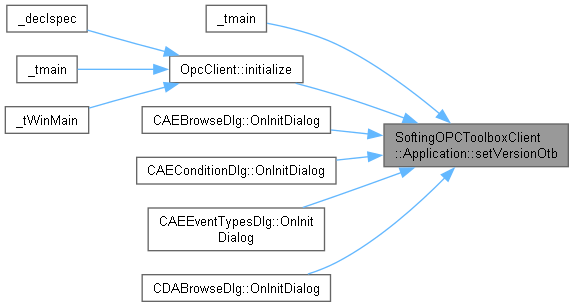 _declspec
_tmain
_tmain
OpcClient::initialize
_tWinMain
CAEBrowseDlg::OnInitDialog
SoftingOPCToolboxClient
::Application::setVersionOtb
CAEConditionDlg::OnInitDialog
CAEEventTypesDlg::OnInit
Dialog
CDABrowseDlg::OnInitDialog